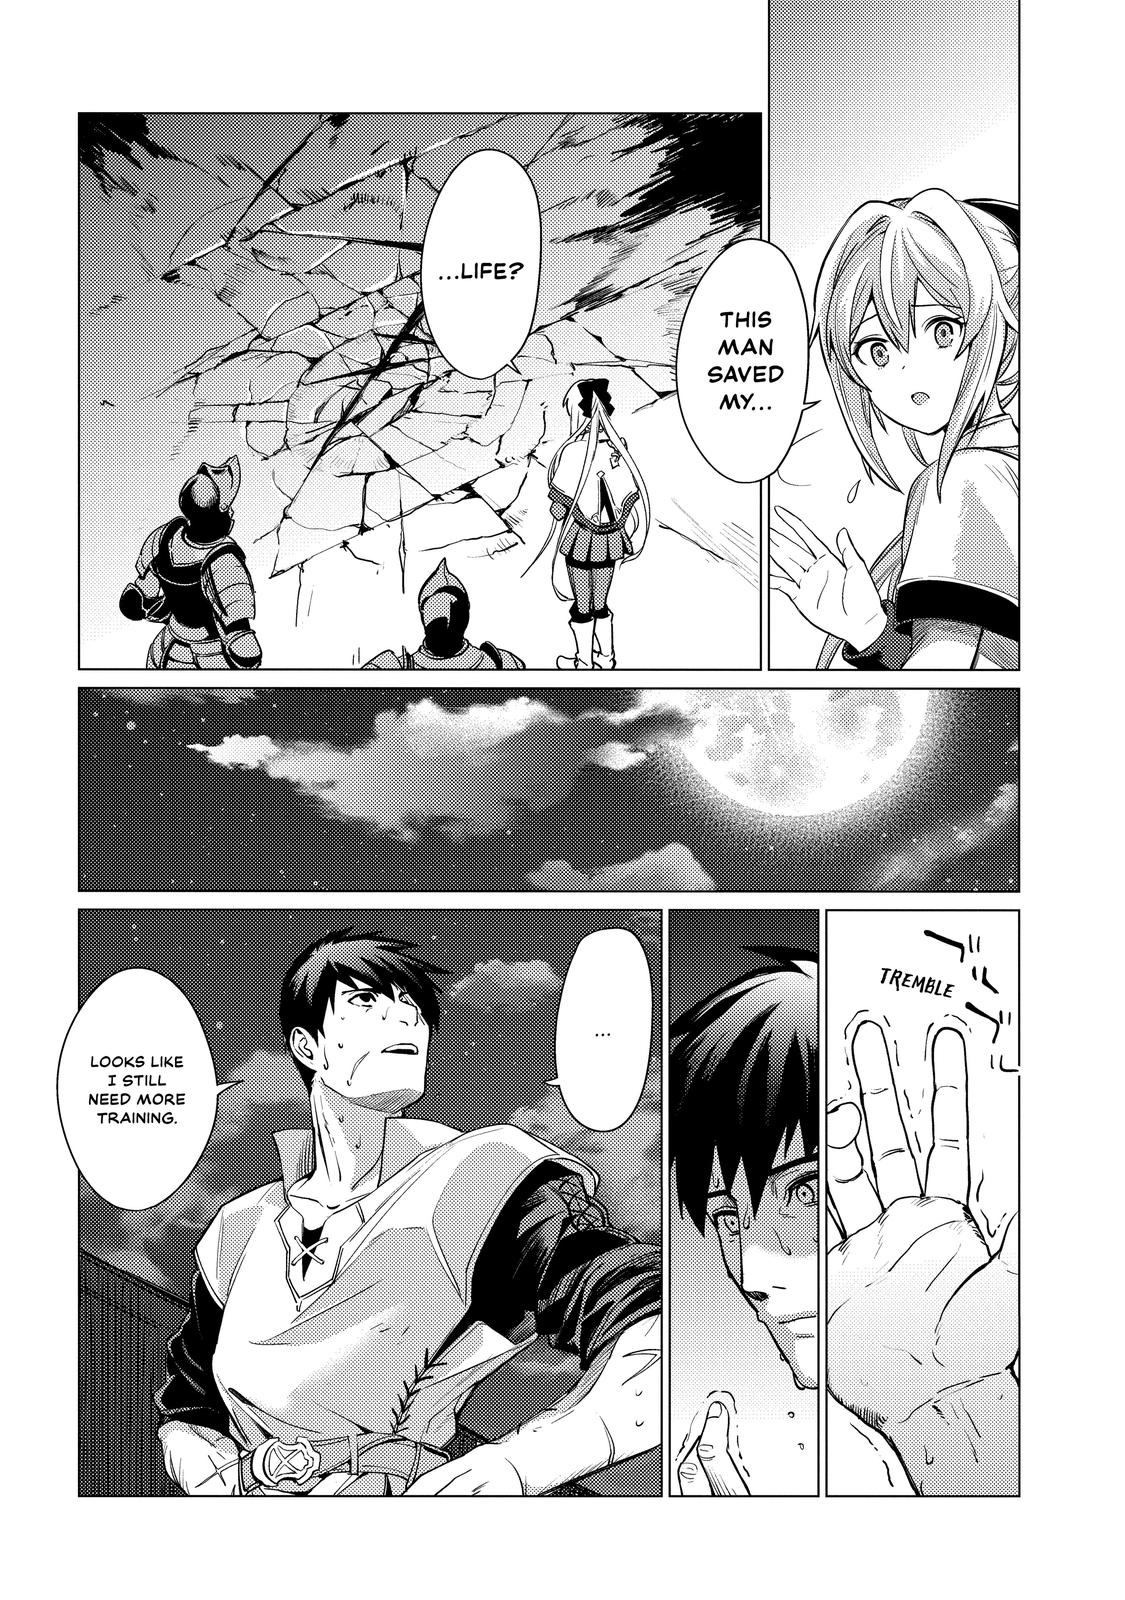 THIS
MAN
SAVED
MY...
...LIFE?
TREMBLE
...
LOOKS LIKE
I STILL
NEED MORE
TRAINING.